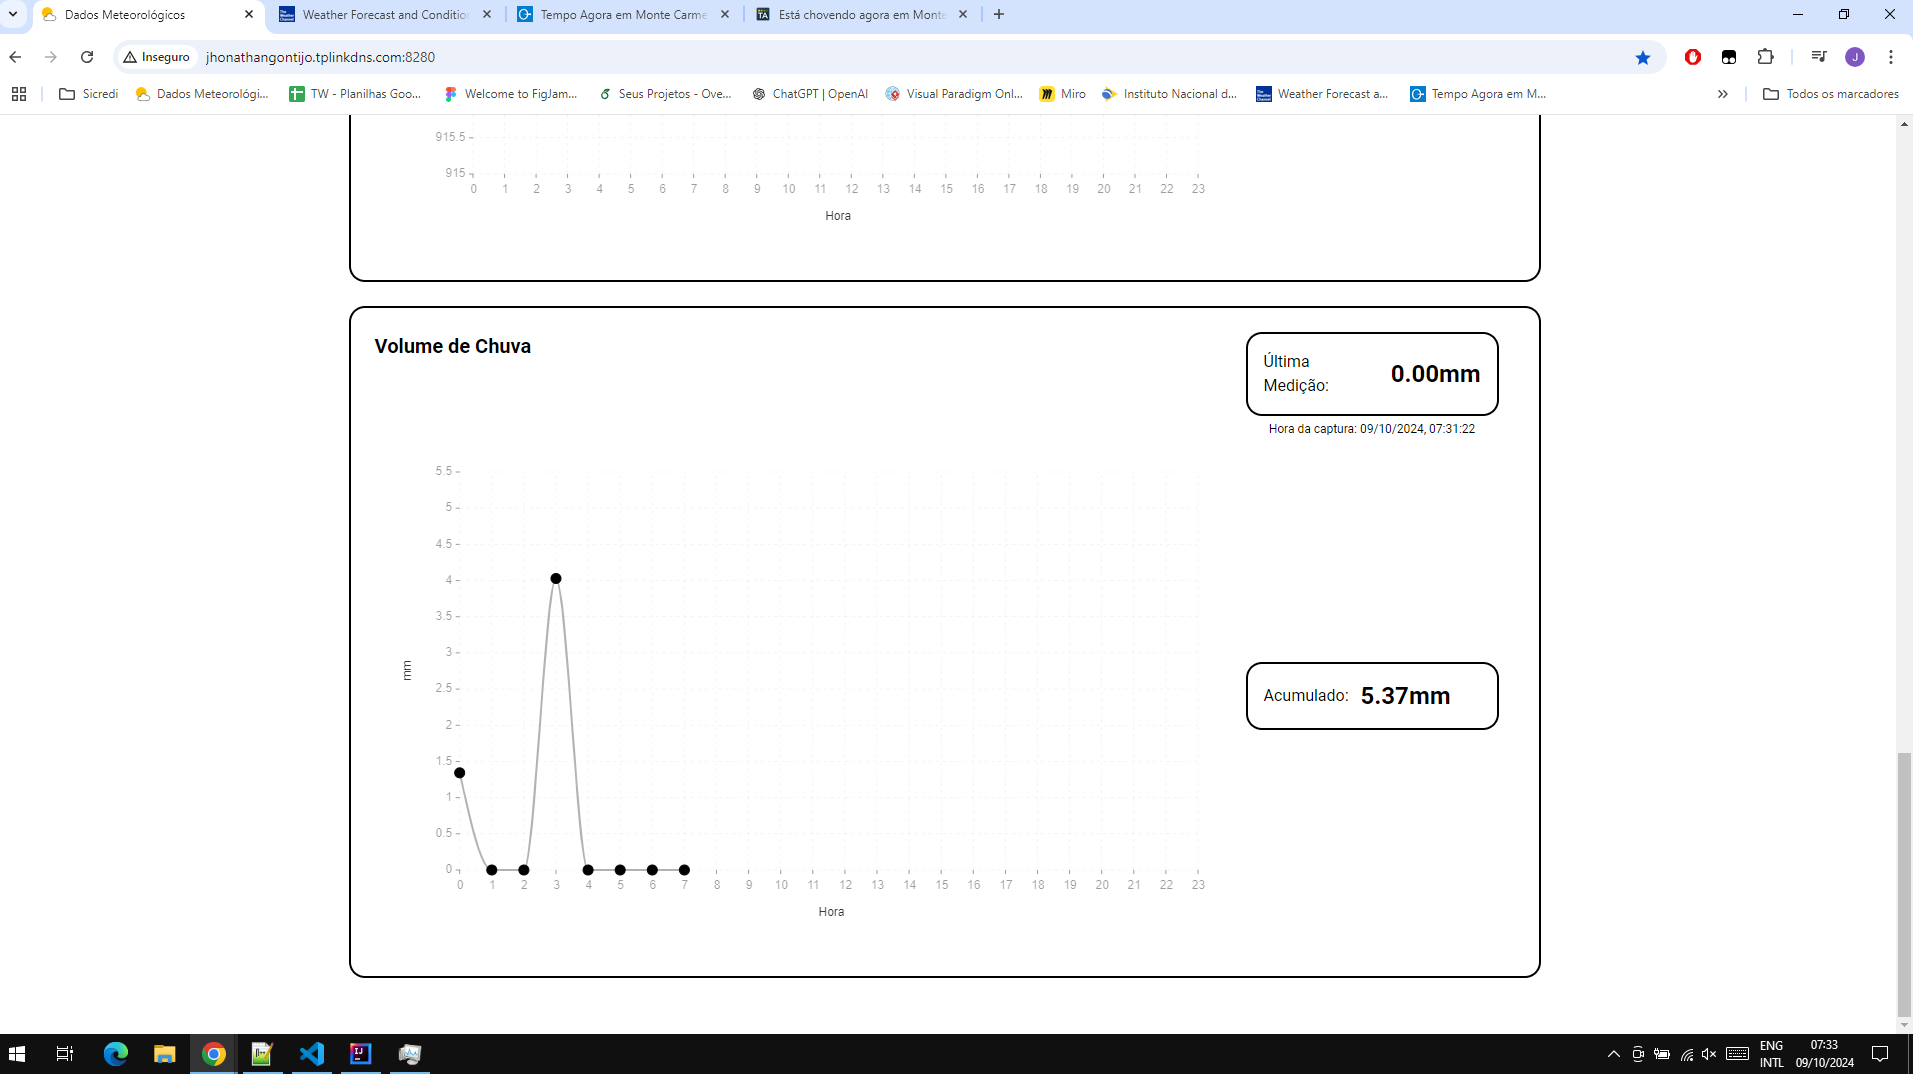 Dados Meteorológicos
Weather Forecast and Conditio
Tempo Agora em Monte Carme
Está chovendo agora em Monte
Inseguro
jhonathangontijo.tplinkdns.com:8280
J
Sicredi
Dados Meteorológi...
TW - Planilhas Goo...
Welcome to FigJam...
Seus Projetos - Ove...
ChatGPT | OpenAI
Visual Paradigm Onl...
Miro
Instituto Nacional d...
Weather Forecast a...
Tempo Agora em M...
Todos os marcadores
915.5
915
0 1 2 3 4 5 6 7 8 9 10 11 12 13 14 15 16 17 18 19 20 21 22 23
Hora
Volume de Chuva
Última
Medição:
0.00mm
Hora da captura: 09/10/2024, 07:31:22
5.5
5
4.5
4
3.5
3
2.5
2
1.5
1
0.5
0
mm
0 1 2 3 4 5 6 7 8 9 10 11 12 13 14 15 16 17 18 19 20 21 22 23
Hora
Acumulado: 5.37mm
ENG
INTL
07:33
09/10/2024